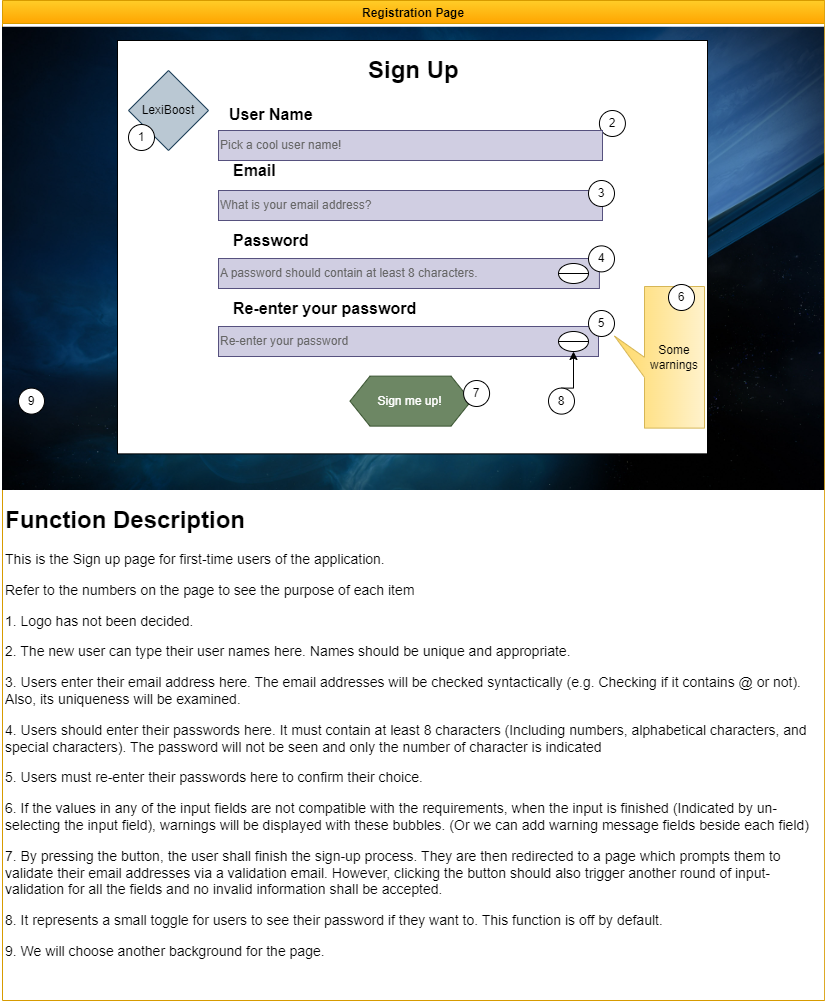 Registration Page
Sign Up
LexiBoost
1
User Name
2
Pick a cool user name!
Email
3
What is your email address?
Password
4
A password should contain at least 8 characters.
Re-enter your password
5
Re-enter your password
6
Some
warnings
Sign me up!
7
8
9
Function Description
This is the Sign up page for first-time users of the application.
Refer to the numbers on the page to see the purpose of each item
1. Logo has not been decided.
2. The new user can type their user names here. Names should be unique and appropriate.
3. Users enter their email address here. The email addresses will be checked syntactically (e.g. Checking if it contains @ or not).
Also, its uniqueness will be examined.
4. Users should enter their passwords here. It must contain at least 8 characters (Including numbers, alphabetical characters, and
special characters). The password will not be seen and only the number of character is indicated
5. Users must re-enter their passwords here to confirm their choice.
6. If the values in any of the input fields are not compatible with the requirements, when the input is finished (Indicated by un-
selecting the input field), warnings will be displayed with these bubbles. (Or we can add warning message fields beside each field)
7. By pressing the button, the user shall finish the sign-up process. They are then redirected to a page which prompts them to
validate their email addresses via a validation email. However, clicking the button should also trigger another round of input-
validation for all the fields and no invalid information shall be accepted.
8. It represents a small toggle for users to see their password if they want to. This function is off by default.
9. We will choose another background for the page.